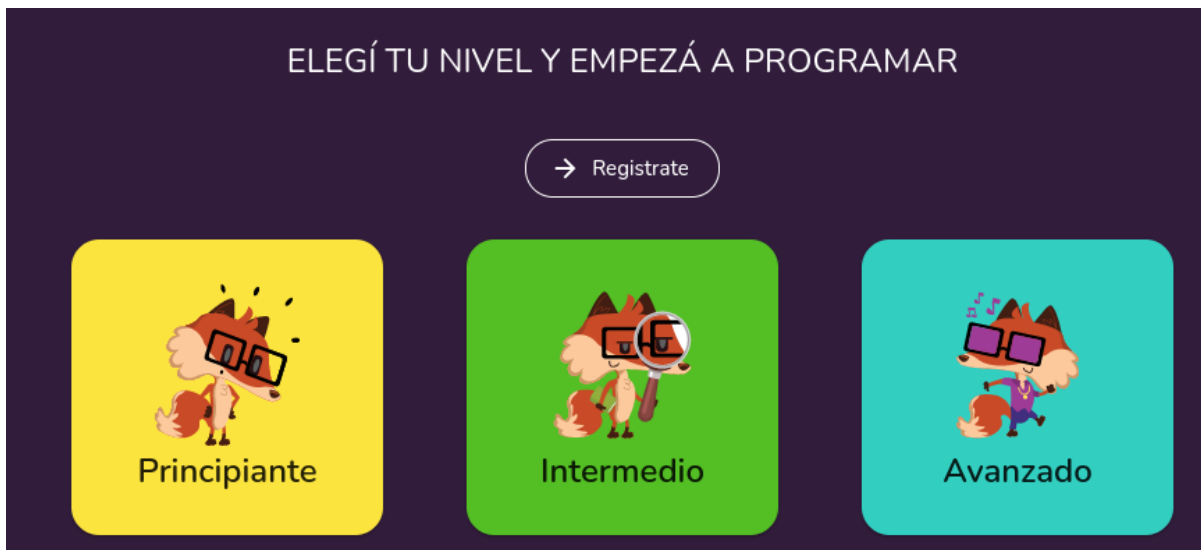 ELEGÍ TU NIVEL Y EMPEZÁ A PROGRAMAR
Registrate
Principiante
Intermedio
Avanzado